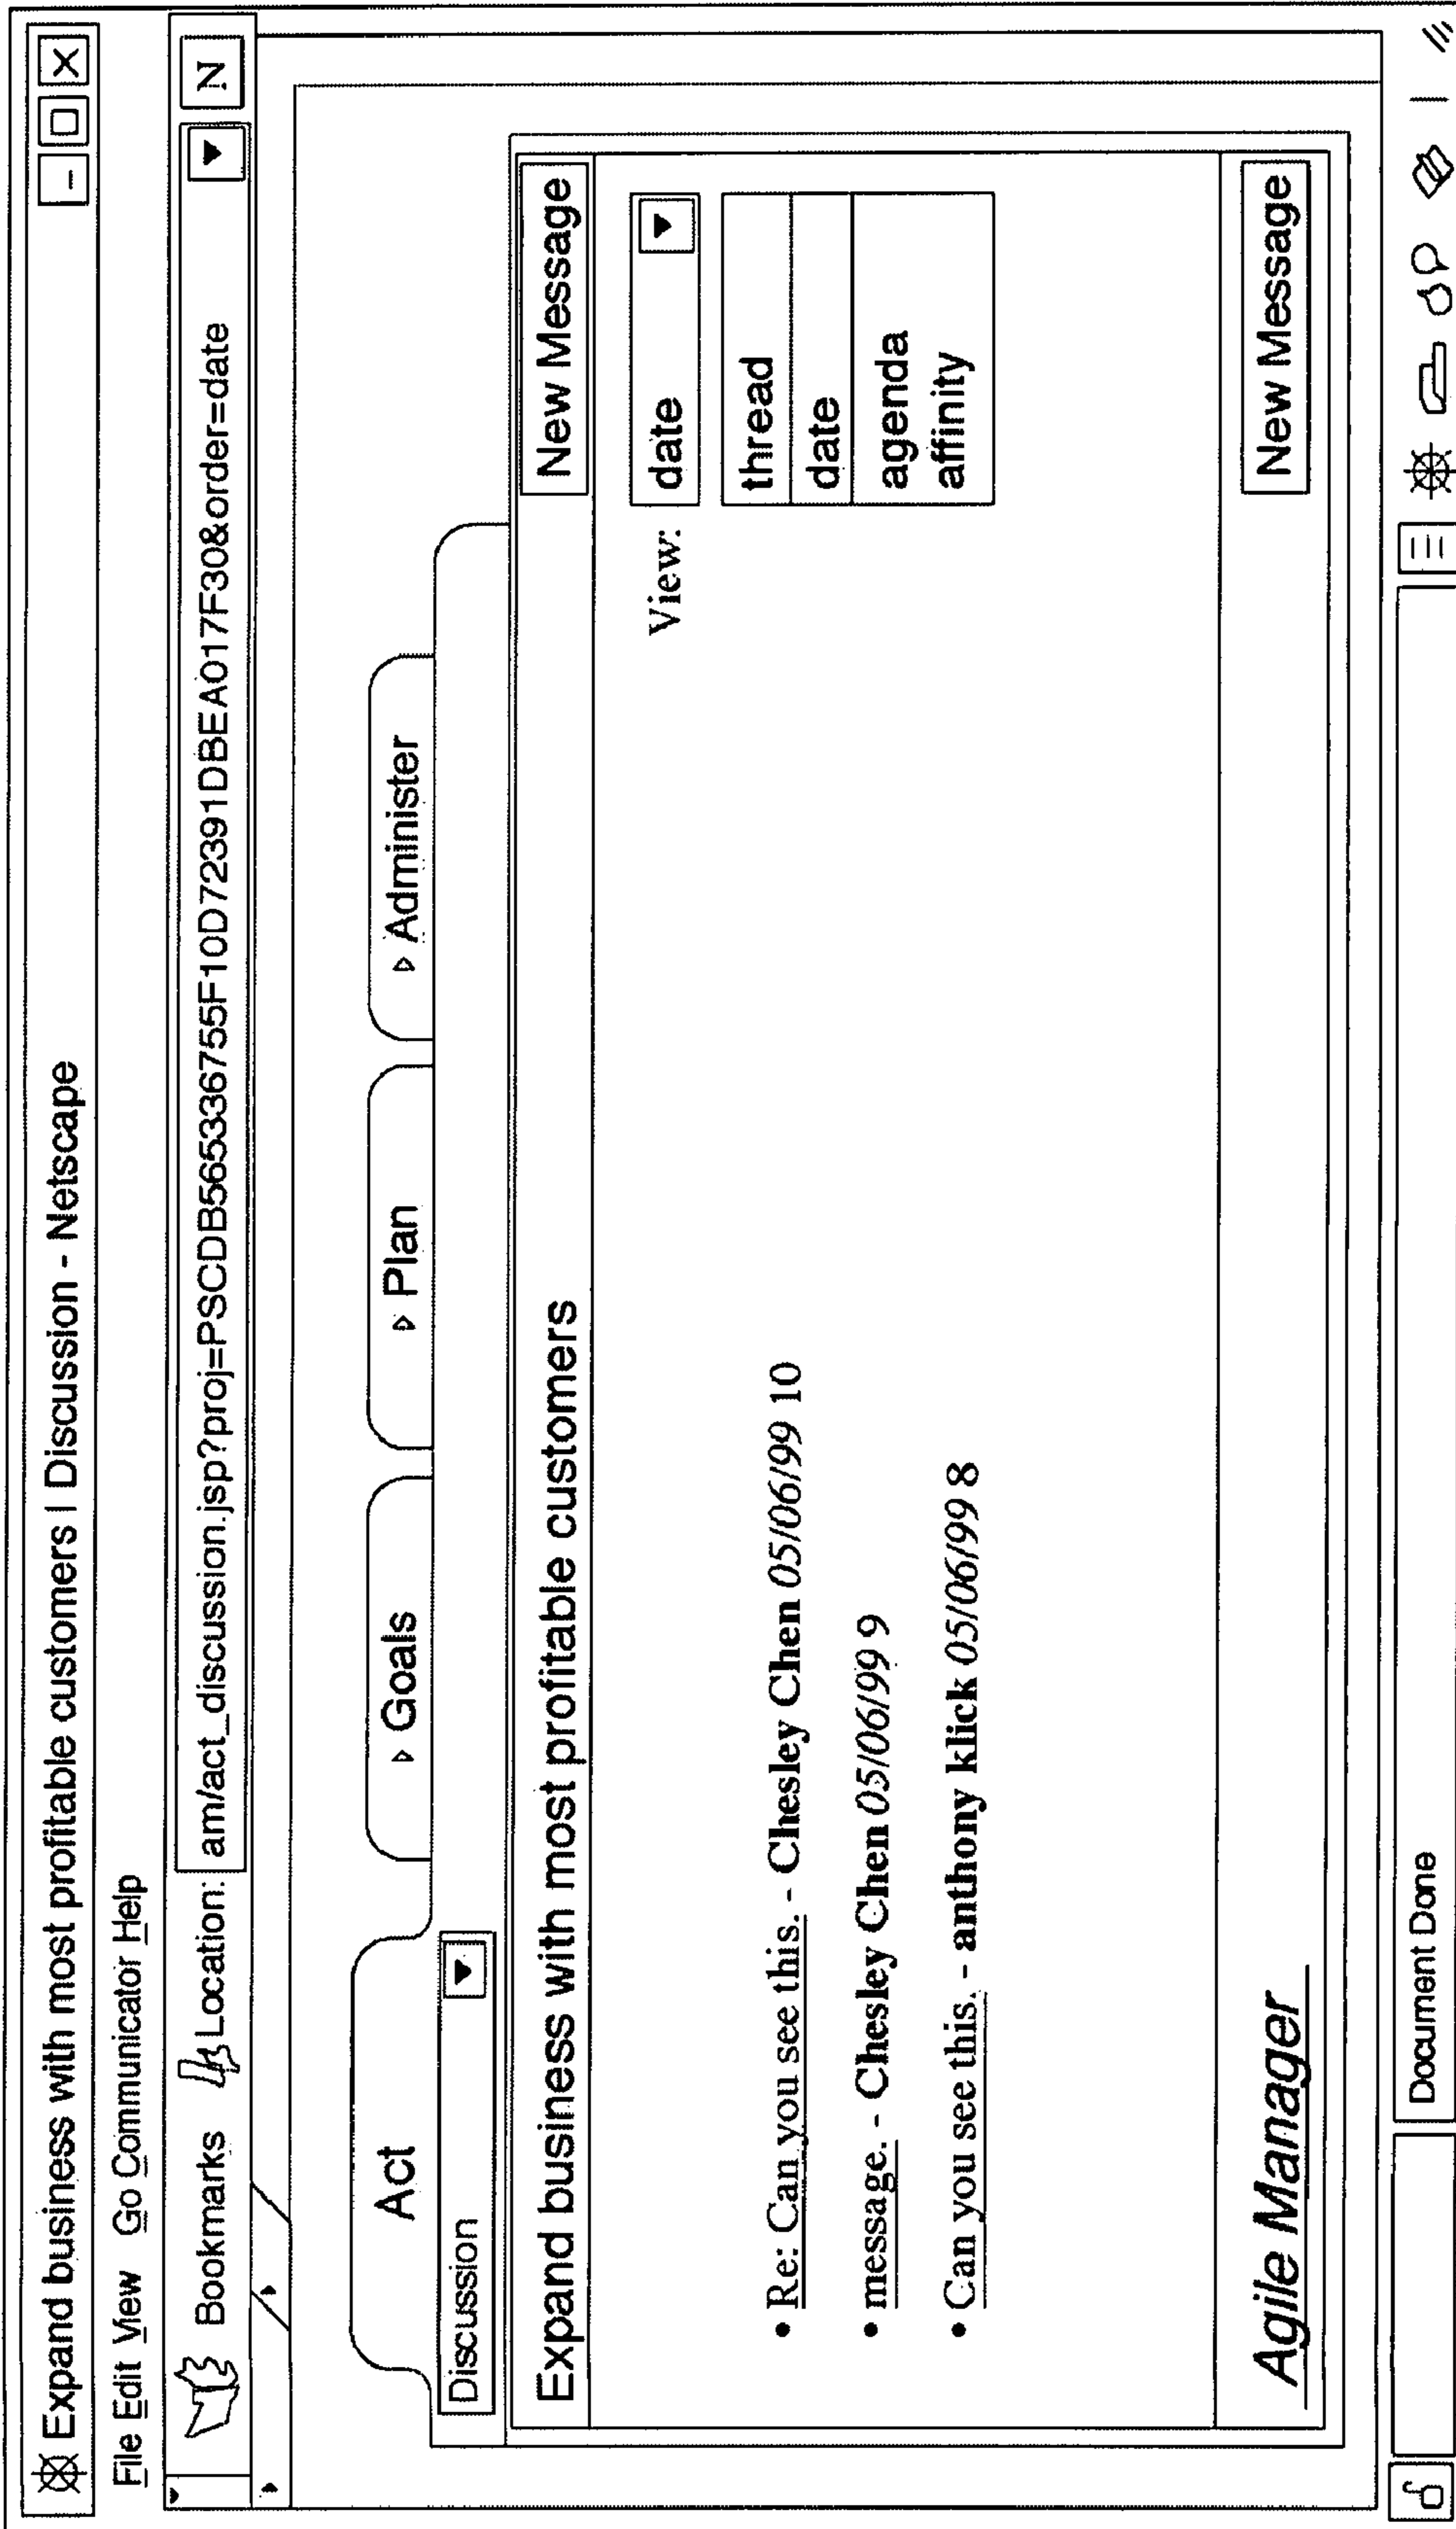 Expand business with most profitable customers | Discussion - Netscape
File Edit View Go Communicator Help
Bookmarks Location: am/act_discussion.jsp?proj=PSCDB565336755F10D72391DBEA017F30&order=date N
Act Goals Plan Administer
Discussion
Expand business with most profitable customers New Message
View: date
thread
date
agenda
affinity
• Re: Can you see this. - Chesley Chen 05/06/99 10
• message. - Chesley Chen 05/06/99 9
• Can you see this. - anthony klick 05/06/99 8
Agile Manager New Message
Document Done